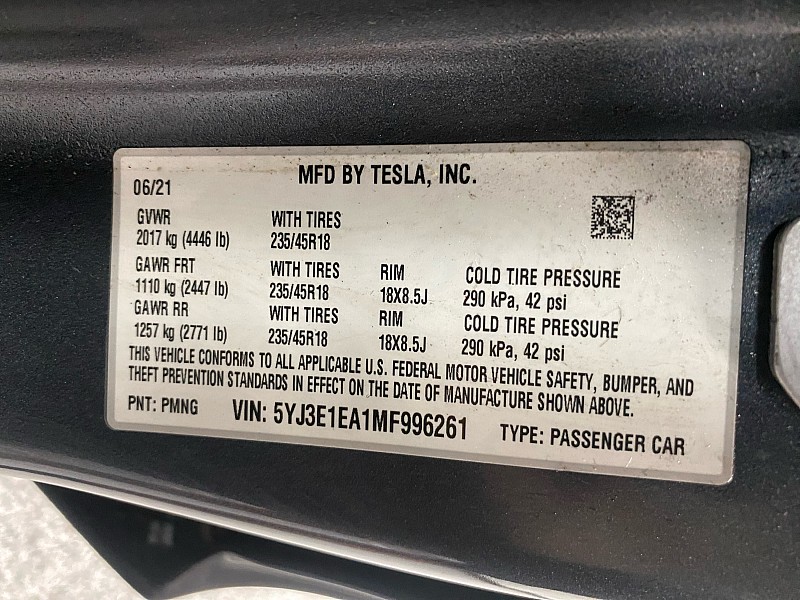 MFD BY TESLA, INC.
06/21
GVWR WITH TIRES
2017 kg (4446 lb) 235/45R18
GAWR FRT WITH TIRES RIM COLD TIRE PRESSURE
1110 kg (2447 lb) 235/45R18 18X8.5J 290 kPa, 42 psi
GAWR RR WITH TIRES RIM COLD TIRE PRESSURE
1257 kg (2771 lb) 235/45R18 18X8.5J 290 kPa, 42 psi
THIS VEHICLE CONFORMS TO ALL APPLICABLE U.S. FEDERAL MOTOR VEHICLE SAFETY, BUMPER, AND
THEFT PREVENTION STANDARDS IN EFFECT ON THE DATE OF MANUFACTURE SHOWN ABOVE.
PNT: PMNG VIN: 5YJ3E1EA1MF996261 TYPE: PASSENGER CAR